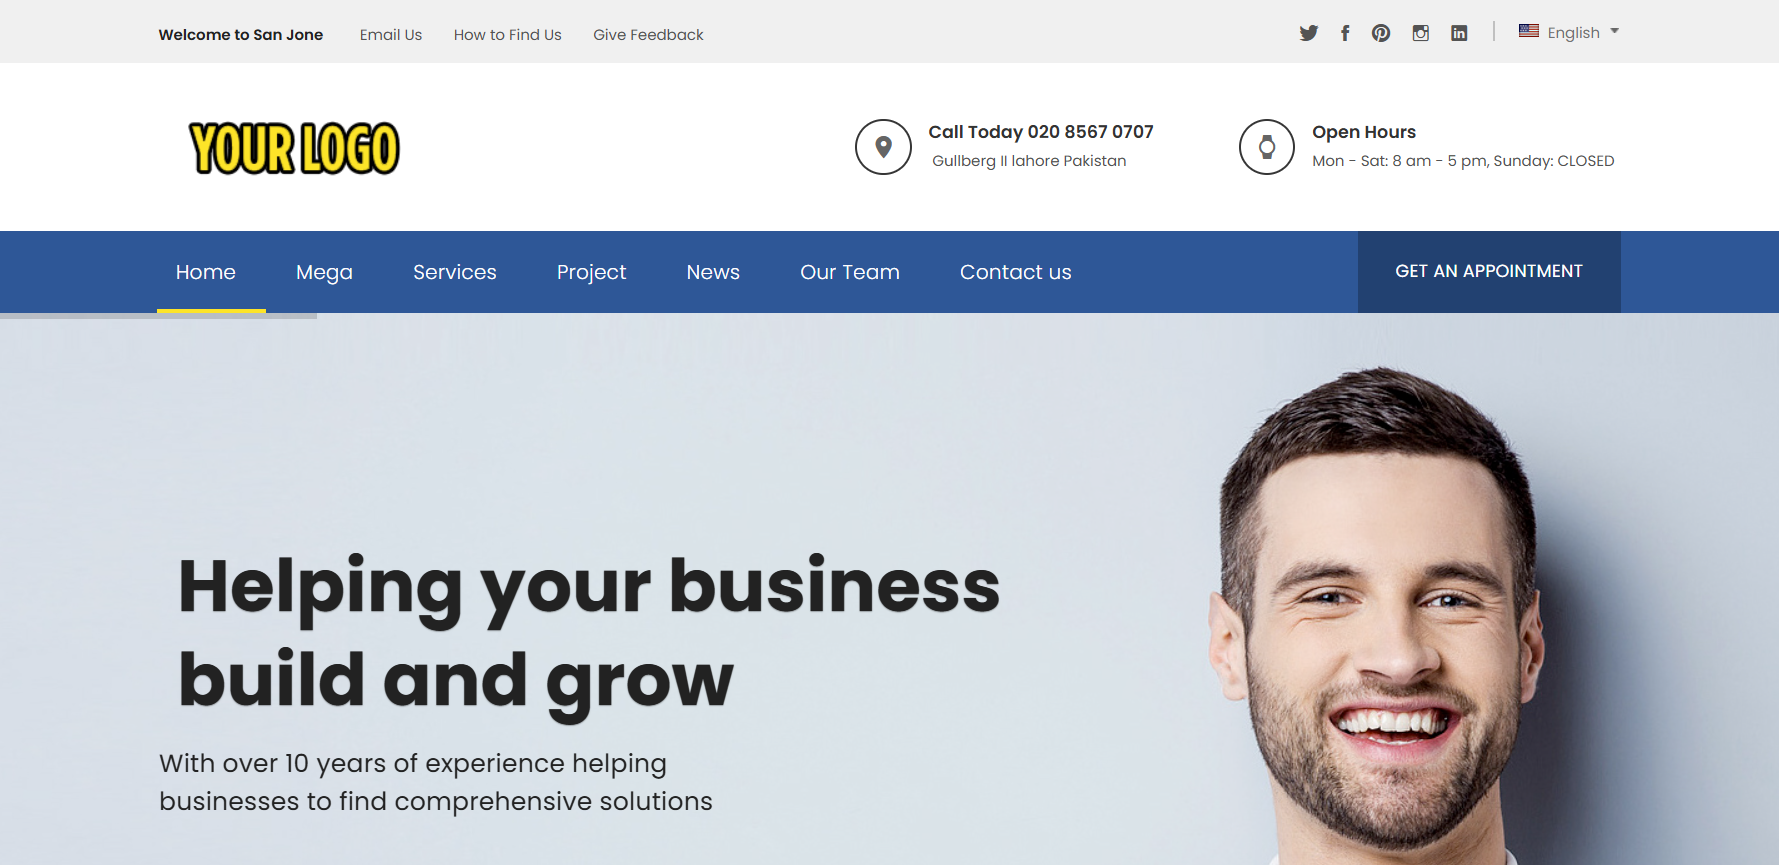 Welcome to San Jone Email Us How to Find Us Give Feedback English
YOUR LOGO
Call Today 020 8567 0707
Gullberg II lahore Pakistan
Open Hours
Mon - Sat: 8 am - 5 pm, Sunday: CLOSED
Home Mega Services Project News Our Team Contact us GET AN APPOINTMENT
Helping your business
build and grow
With over 10 years of experience helping
businesses to find comprehensive solutions